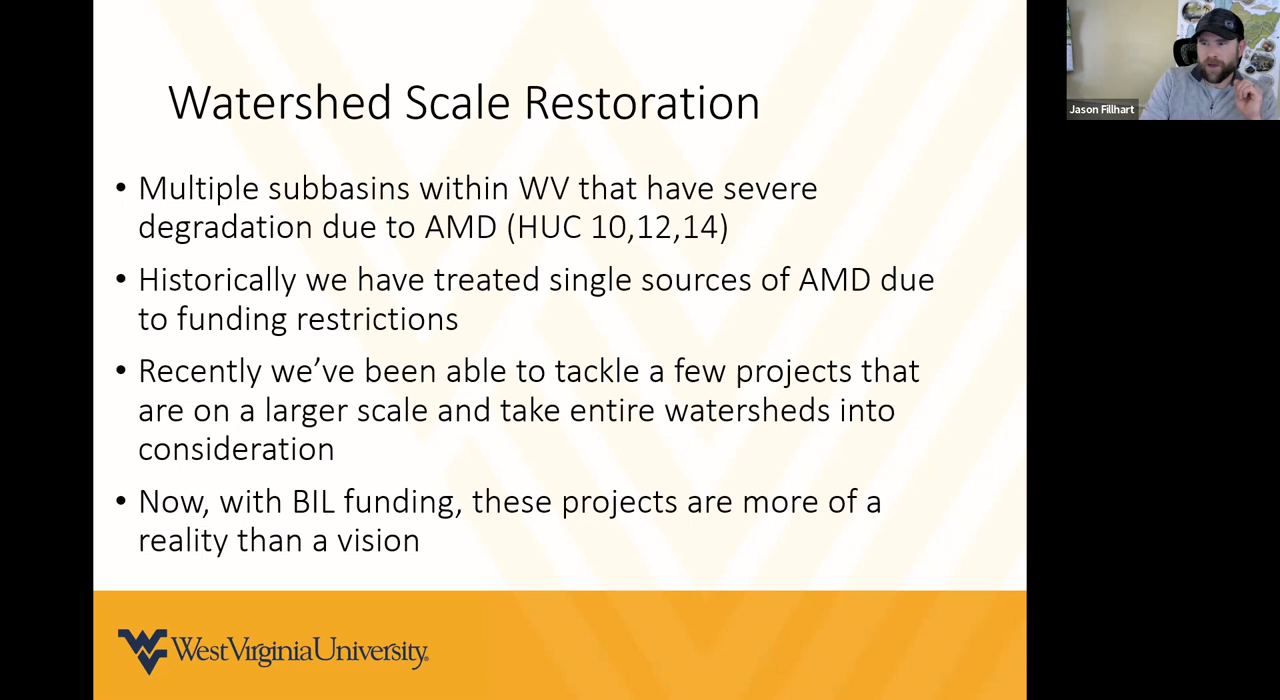 Watershed Scale Restoration
• Multiple subbasins within WV that have severe
degradation due to AMD (HUC 10,12,14)
• Historically we have treated single sources of AMD due
to funding restrictions
• Recently we’ve been able to tackle a few projects that
are on a larger scale and take entire watersheds into
consideration
• Now, with BIL funding, these projects are more of a
reality than a vision
WestVirginiaUniversity®
Jason Fillhart